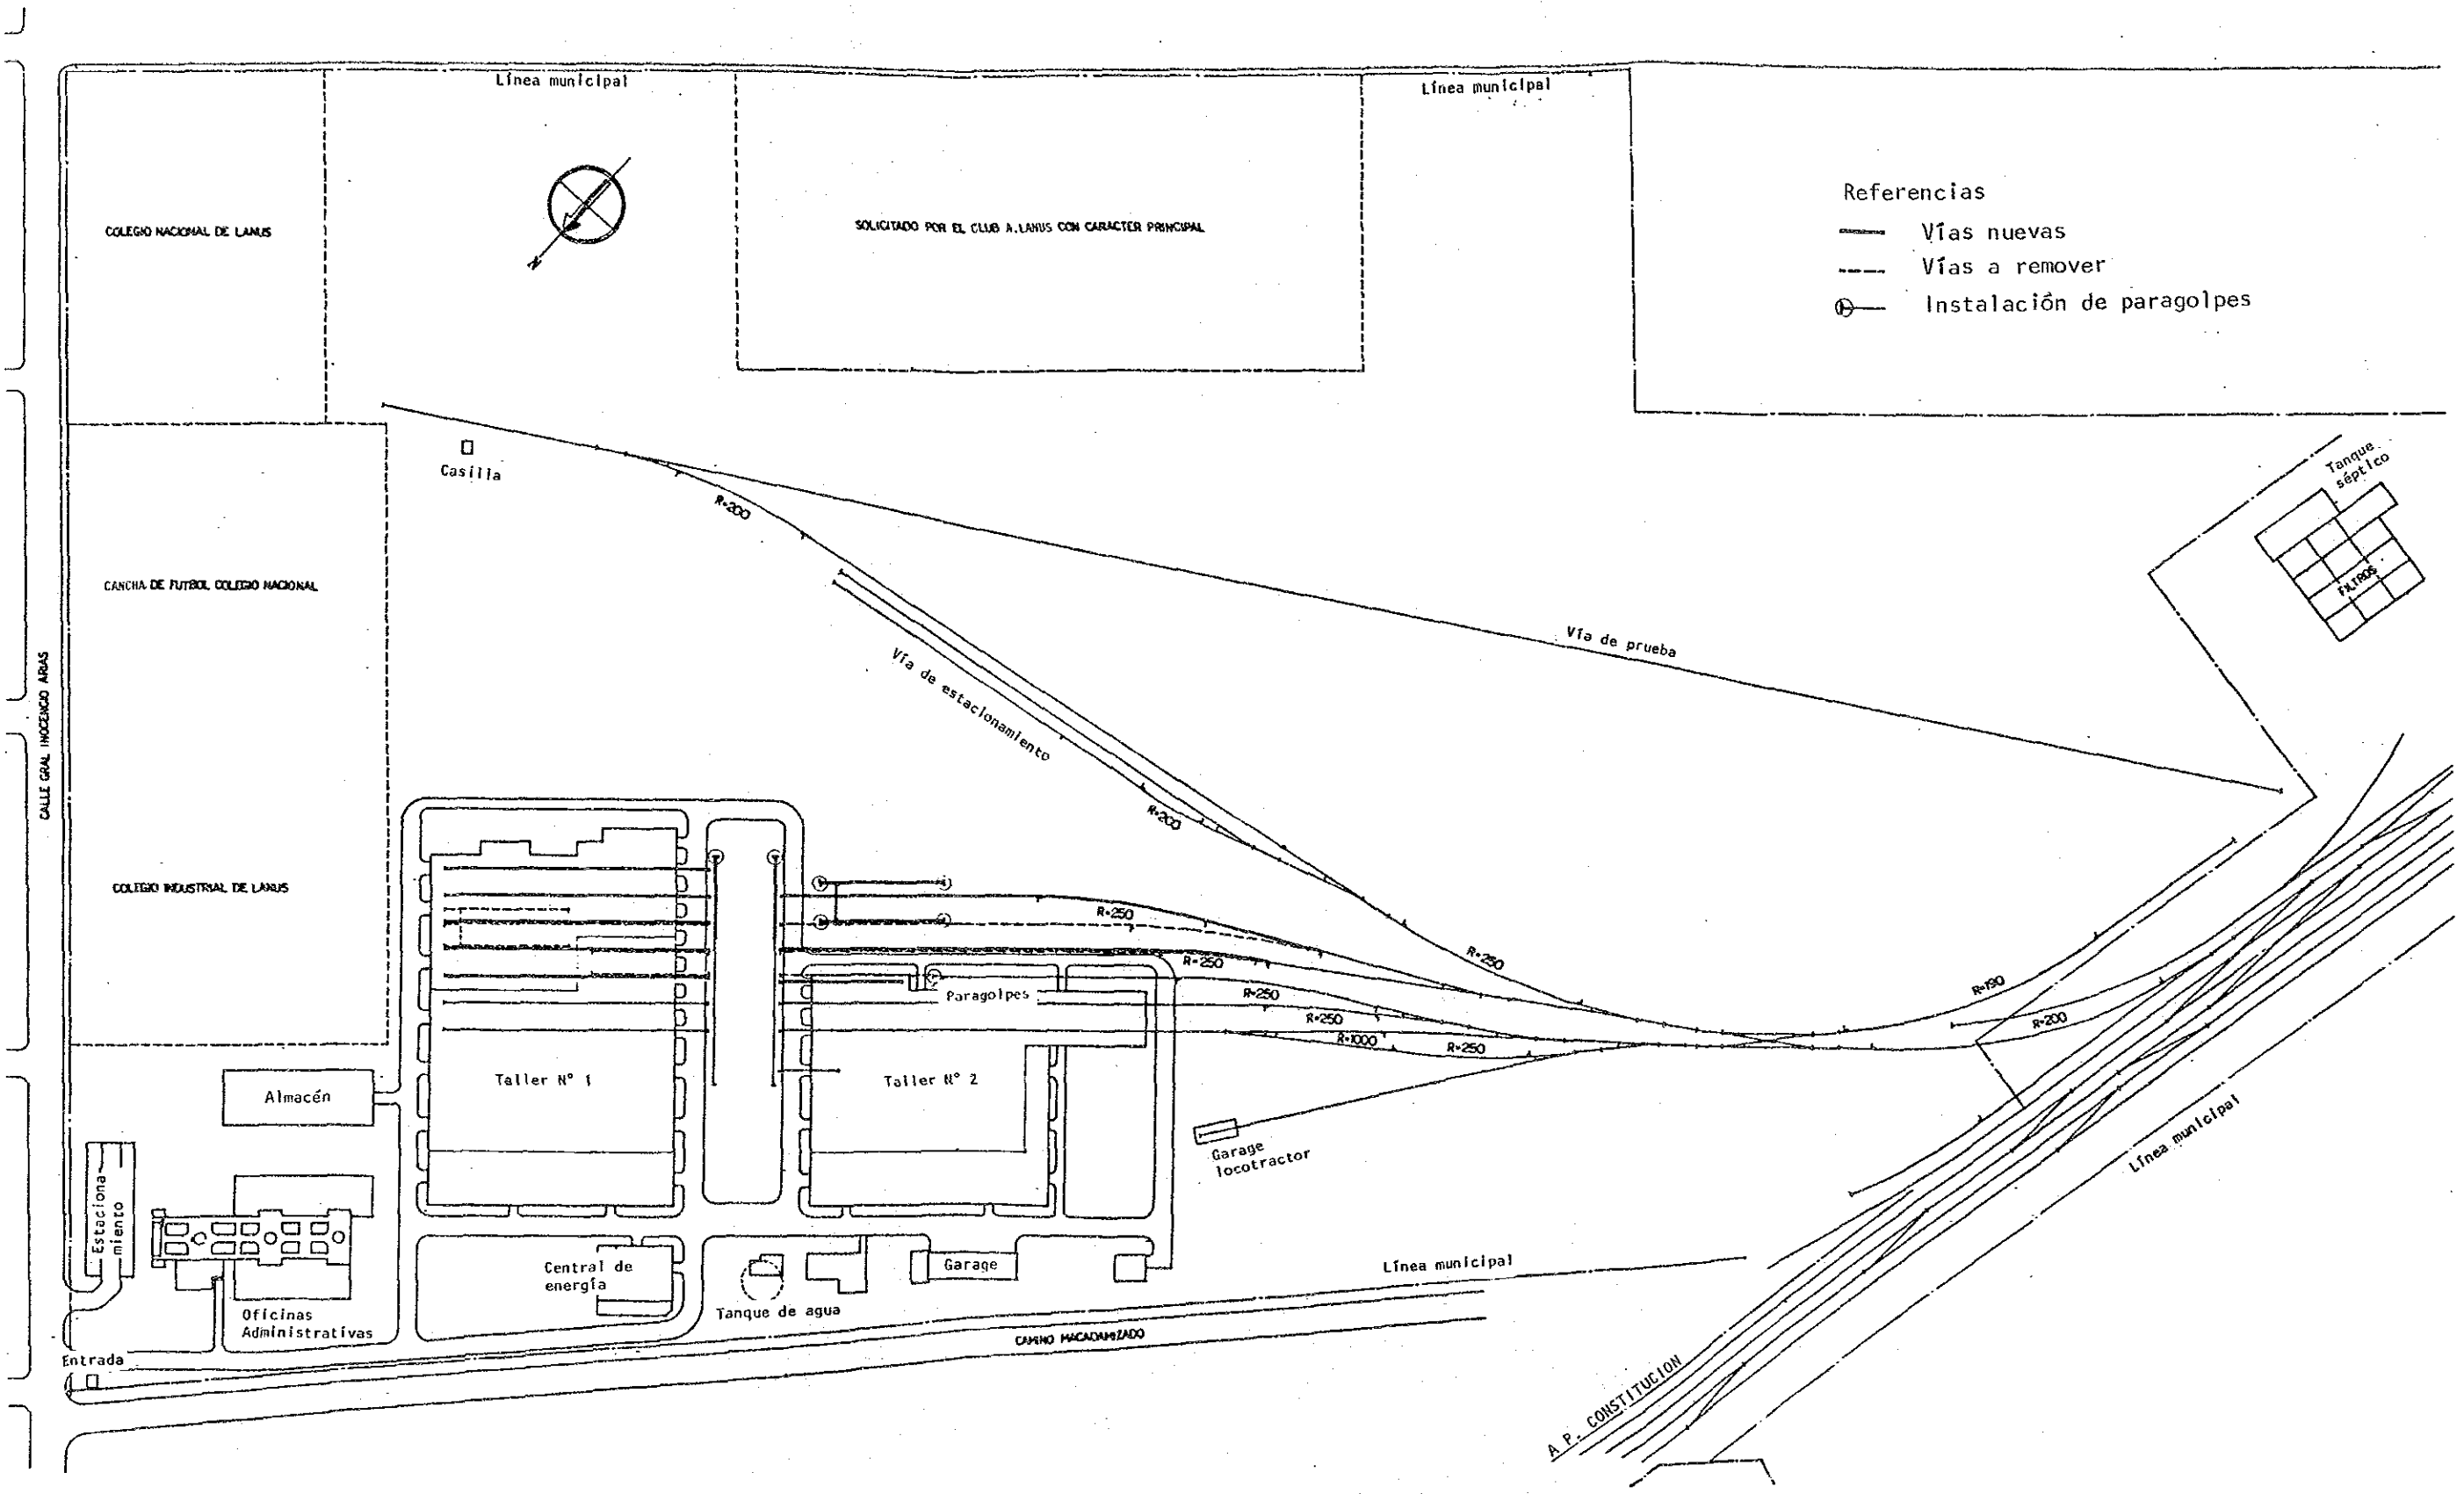 Línea municipal
Línea municipal
Referencias
Vías nuevas
Vías a remover
Instalación de paragolpes
COLEGIO NACIONAL DE LANUS
N
SOLICITADO POR EL CLUB A. LANUS CON CARACTER PRINCIPAL
Casilla
R=200
Tanque
séptico
FILTROS
CANCHA DE FUTBOL COLEGIO NACIONAL
Vía de prueba
Vía de estacionamiento
CALLE GRAL INOCENCIO ARIAS
R=200
COLEGIO INDUSTRIAL DE LANUS
R=250
R=250
R=250
R=250
R=250
R=190
R=200
Paragolpes
R=1000
R=250
Taller N° 1
Taller N° 2
Almacén
Garage
locotractor
Línea municipal
Estaciona-
miento
Central de
energía
Garage
Línea municipal
Tanque de agua
Oficinas
Administrativas
CAMINO MACADAMIZADO
Entrada
A P. CONSTITUCION